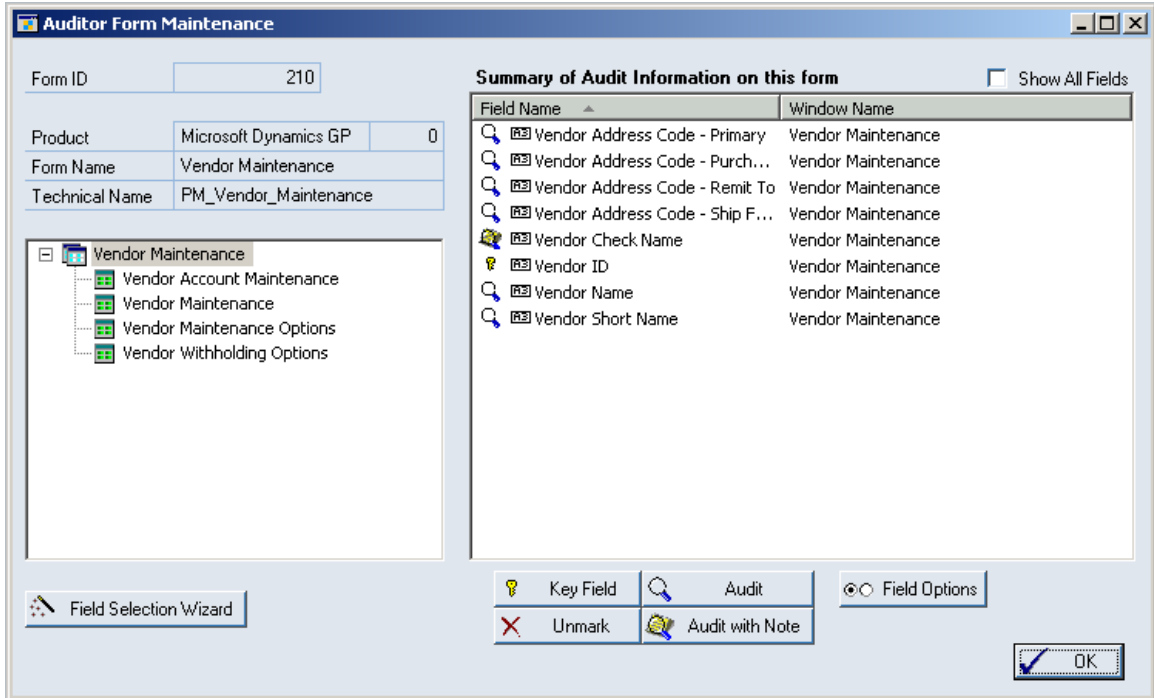 Auditor Form Maintenance
Form ID 210
Summary of Audit Information on this form
Show All Fields
Field Name Window Name
Product Microsoft Dynamics GP 0
Form Name Vendor Maintenance
Technical Name PM_Vendor_Maintenance
Vendor Address Code - Primary Vendor Maintenance
Vendor Address Code - Purch... Vendor Maintenance
Vendor Address Code - Remit To Vendor Maintenance
Vendor Address Code - Ship F... Vendor Maintenance
Vendor Check Name Vendor Maintenance
Vendor ID Vendor Maintenance
Vendor Name Vendor Maintenance
Vendor Short Name Vendor Maintenance
Vendor Maintenance
Vendor Account Maintenance
Vendor Maintenance
Vendor Maintenance Options
Vendor Withholding Options
Field Selection Wizard
Key Field Audit Field Options
Unmark Audit with Note
OK